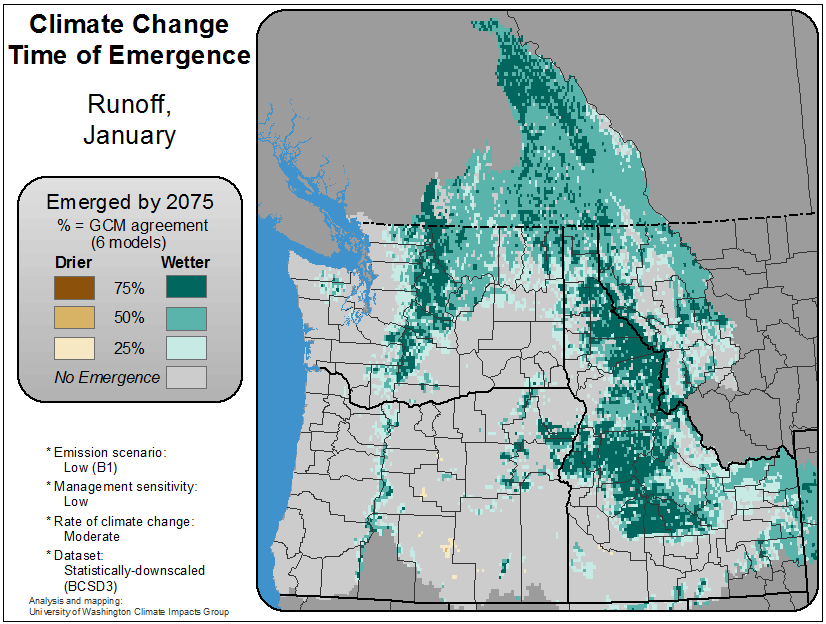 Climate Change
Time of Emergence
Runoff,
January
Emerged by 2075
% = GCM agreement
(6 models)
Drier Wetter
75%
50%
25%
No Emergence
* Emission scenario:
Low (B1)
* Management sensitivity:
Low
* Rate of climate change:
Moderate
* Dataset:
Statistically-downscaled
(BCSD3)
Analysis and mapping:
University of Washington Climate Impacts Group